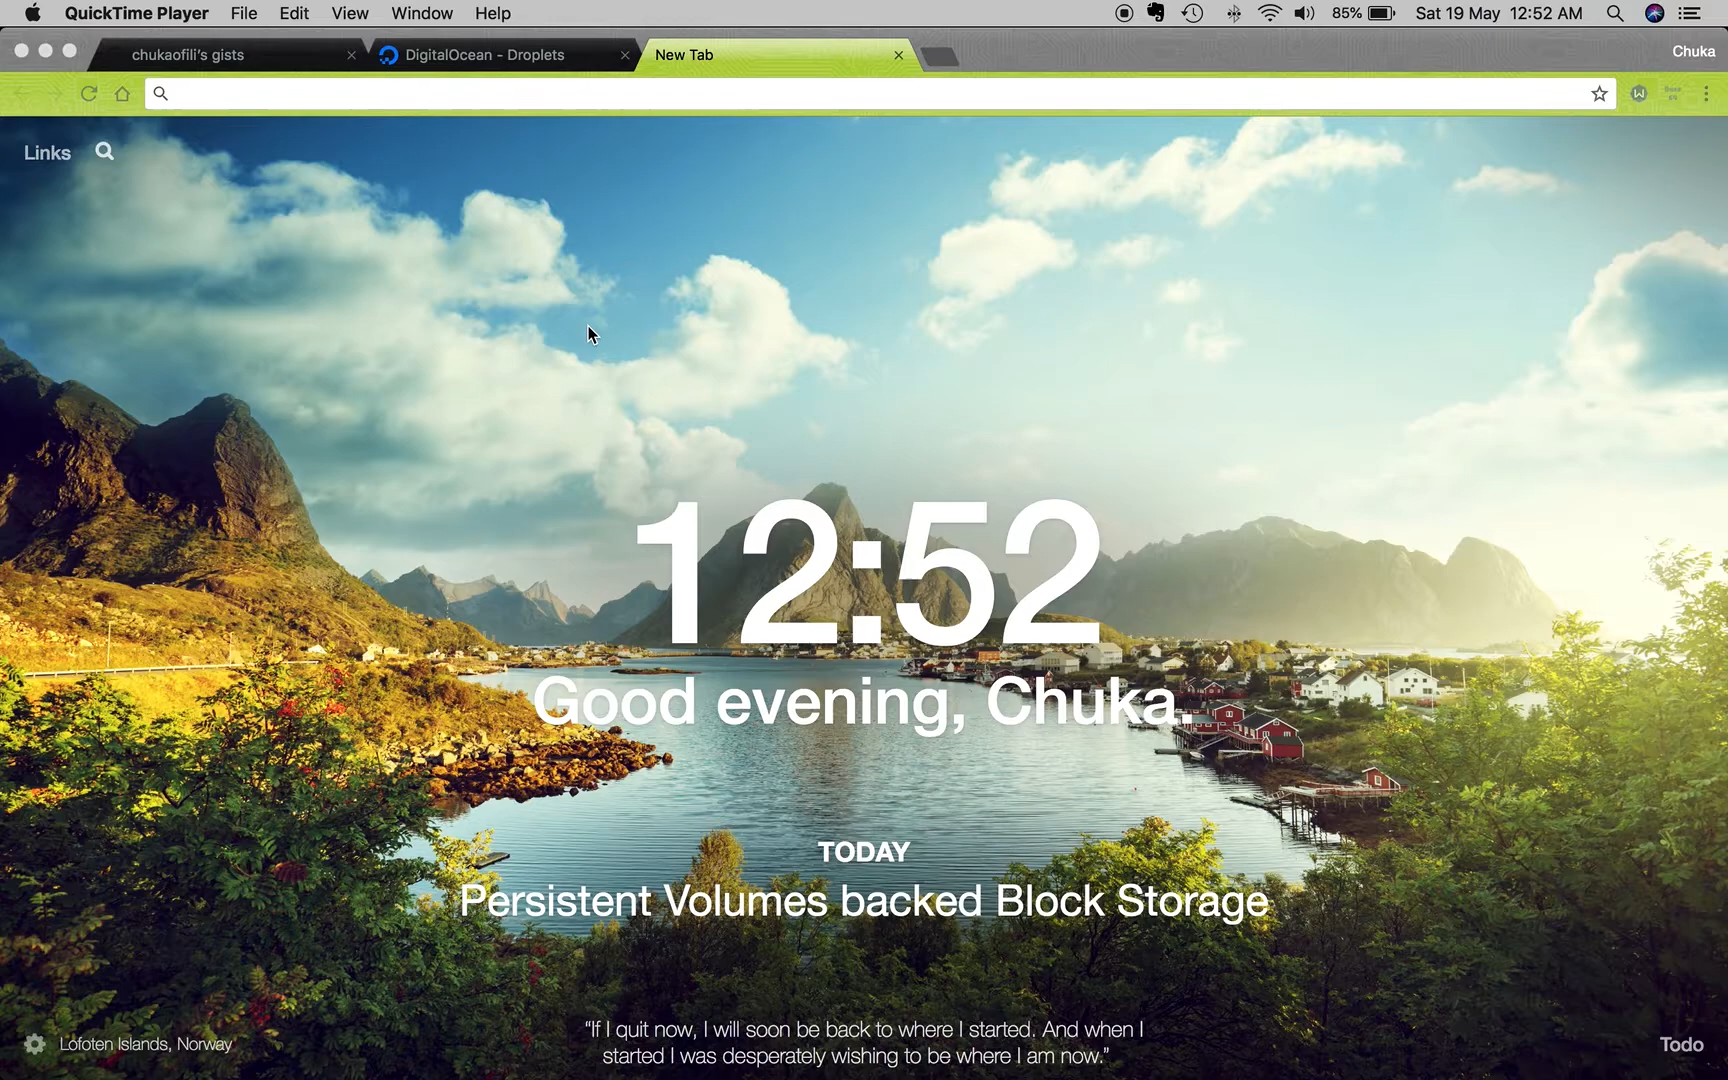 QuickTime Player File Edit View Window Help 85% Sat 19 May 12:52 AM
chukaofili's gists DigitalOcean - Droplets New Tab Chuka
Links
12:52
Good evening, Chuka.
TODAY
Persistent Volumes backed Block Storage
“If I quit now, I will soon be back to where I started. And when I
started I was desperately wishing to be where I am now.”
Lofoten Islands, Norway Todo